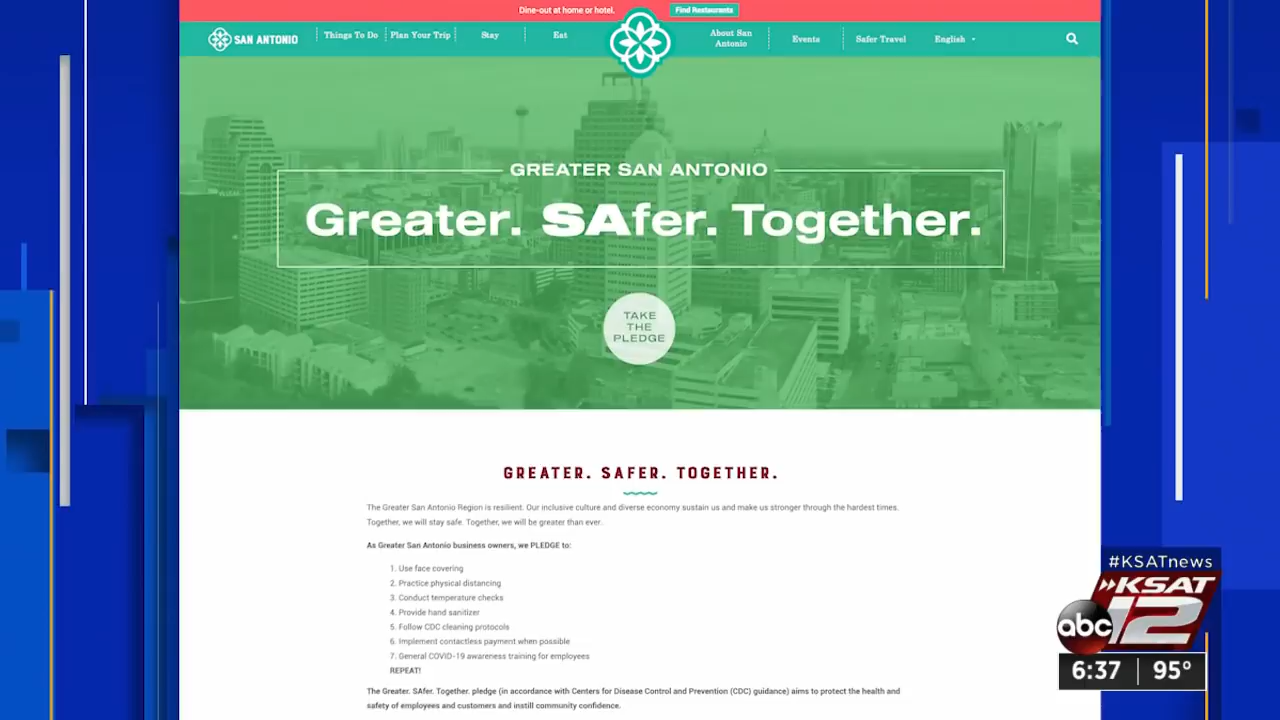 Dine-out at home or hotel. Find Restaurants
SAN ANTONIO Things To Do Plan Your Trip Stay Eat About San Antonio Events Safer Travel English
GREATER SAN ANTONIO
Greater. SAfer. Together.
TAKE
THE
PLEDGE
GREATER. SAFER. TOGETHER.
The Greater San Antonio Region is resilient. Our inclusive culture and diverse economy sustain us and make us stronger through the hardest times.
Together, we will stay safe. Together, we will be greater than ever.
As Greater San Antonio business owners, we PLEDGE to:
1. Use face covering
2. Practice physical distancing
3. Conduct temperature checks
4. Provide hand sanitizer
5. Follow CDC cleaning protocols
6. Implement contactless payment when possible
7. General COVID-19 awareness training for employees
REPEAT!
The Greater. SAfer. Together. pledge (in accordance with Centers for Disease Control and Prevention (CDC) guidance) aims to protect the health and
safety of employees and customers and instill community confidence.
#KSATnews
KSAT
abc 12
6:37 95°